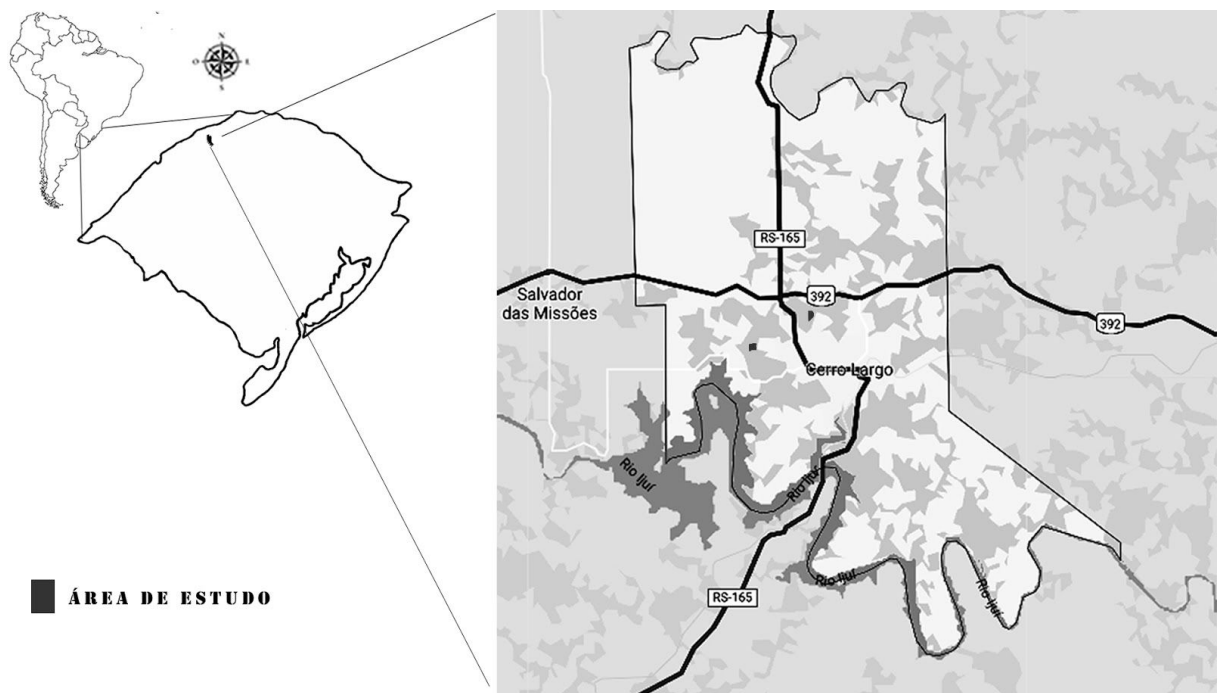 N
O
L
S
ÁREA DE ESTUDO
RS-165
Salvador
das Missões
392
392
Cerro Largo
Rio Ijuí
Rio Ijuí
Rio Ijuí
Rio Ijuí
RS-165